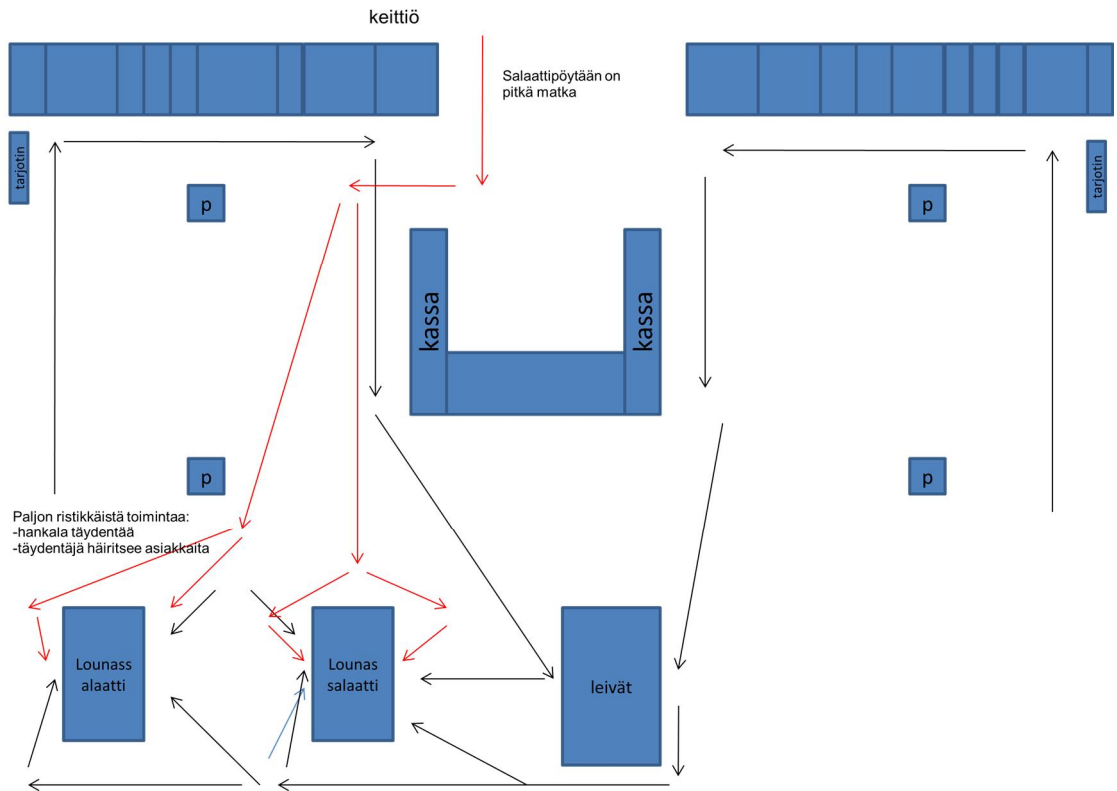 keittiö
Salaattipöytään on
pitkä matka
tarjotin
p
p
tarjotin
kassa
kassa
p
p
Paljon ristikkäistä toimintaa:
-hankala täydentää
-täydentäjä häiritsee asiakkaita
Lounass
alaatti
Lounas
salaatti
leivät